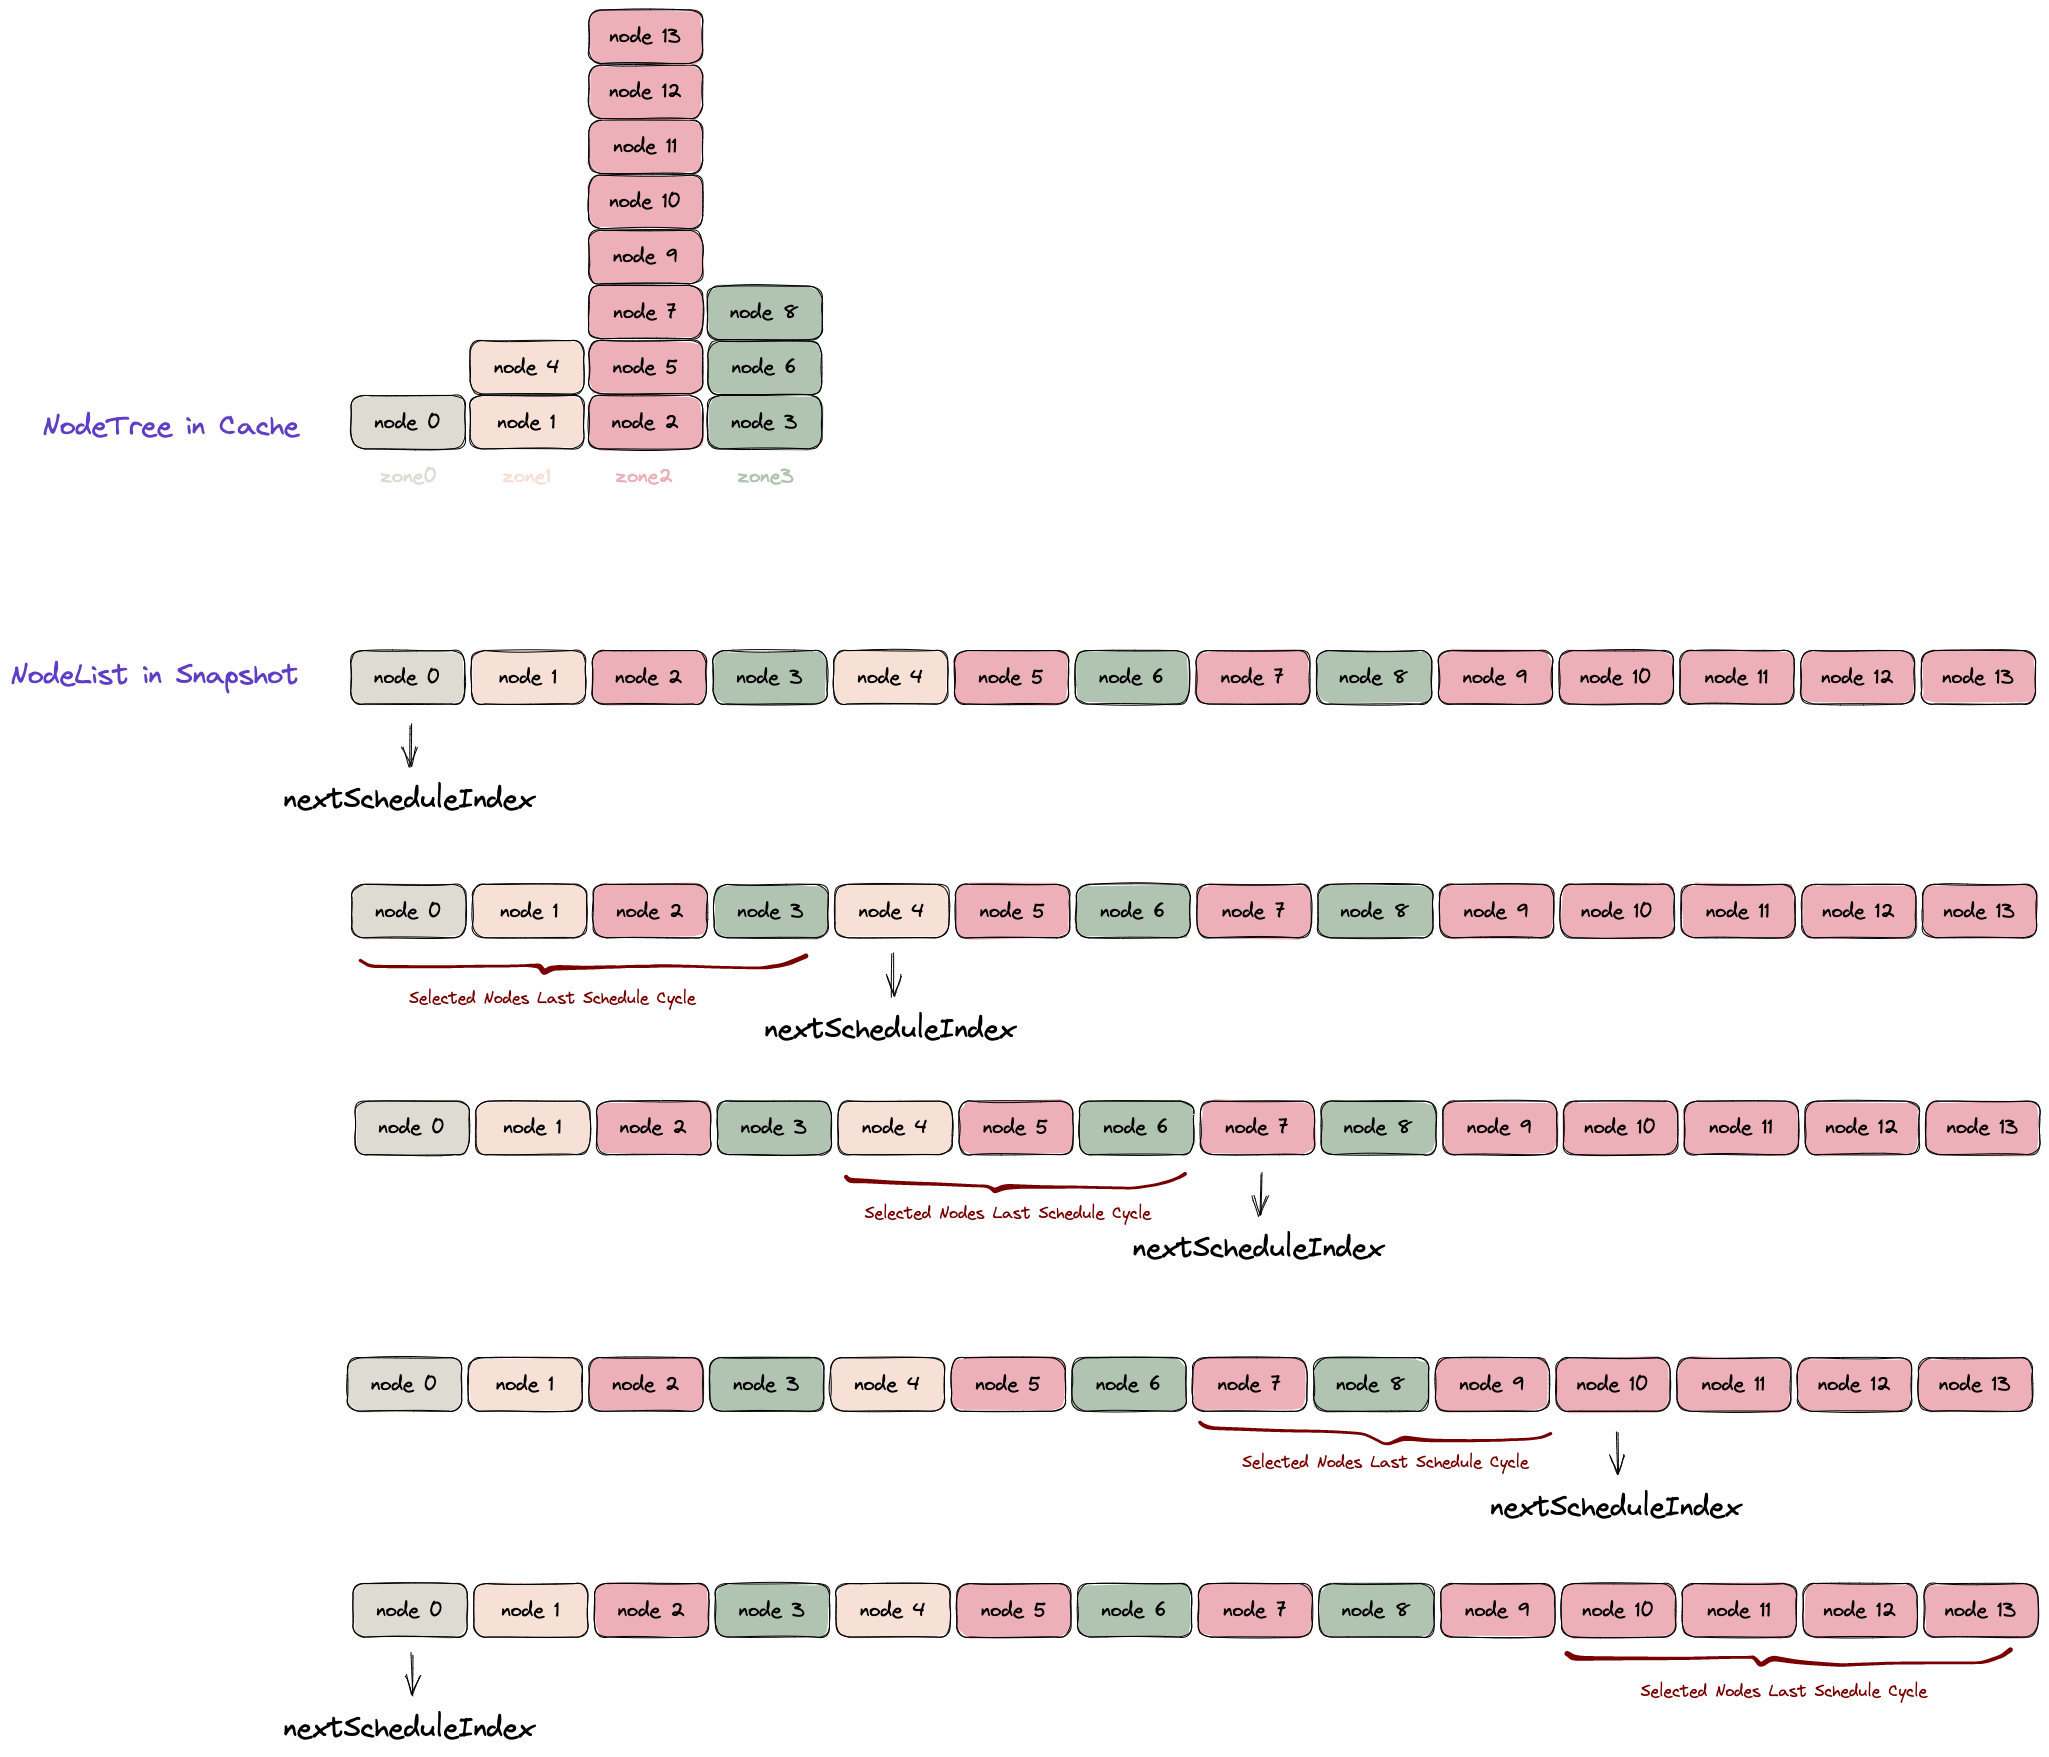 node 13
node 12
node 11
node 10
node 9
node 7 node 8
node 4 node 5 node 6
NodeTree in Cache node 0 node 1 node 2 node 3
zone0 zone1 zone2 zone3
NodeList in Snapshot node 0 node 1 node 2 node 3 node 4 node 5 node 6 node 7 node 8 node 9 node 10 node 11 node 12 node 13
nextScheduleIndex
node 0 node 1 node 2 node 3 node 4 node 5 node 6 node 7 node 8 node 9 node 10 node 11 node 12 node 13
Selected Nodes Last Schedule Cycle
nextScheduleIndex
node 0 node 1 node 2 node 3 node 4 node 5 node 6 node 7 node 8 node 9 node 10 node 11 node 12 node 13
Selected Nodes Last Schedule Cycle
nextScheduleIndex
node 0 node 1 node 2 node 3 node 4 node 5 node 6 node 7 node 8 node 9 node 10 node 11 node 12 node 13
Selected Nodes Last Schedule Cycle
nextScheduleIndex
node 0 node 1 node 2 node 3 node 4 node 5 node 6 node 7 node 8 node 9 node 10 node 11 node 12 node 13
Selected Nodes Last Schedule Cycle
nextScheduleIndex